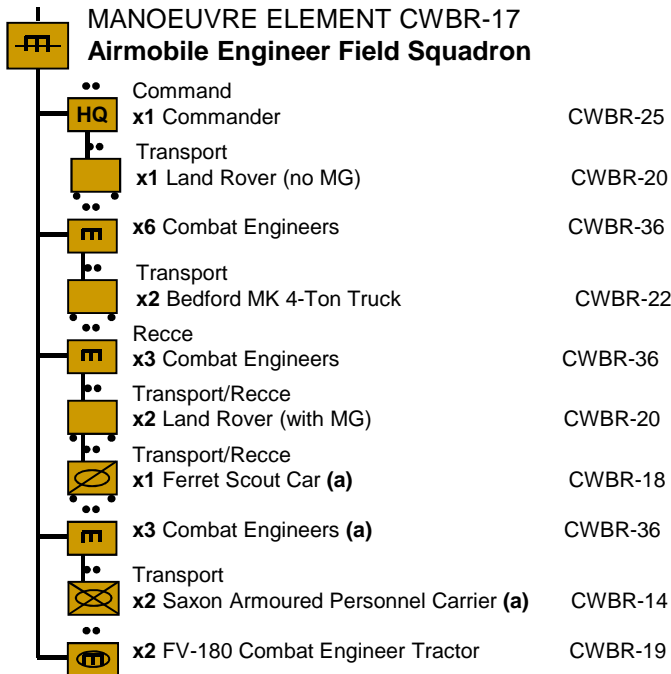 MANOEUVRE ELEMENT CWBR-17
Airmobile Engineer Field Squadron
Command
HQ x1 Commander CWBR-25
Transport
x1 Land Rover (no MG) CWBR-20
x6 Combat Engineers CWBR-36
Transport
x2 Bedford MK 4-Ton Truck CWBR-22
Recce
x3 Combat Engineers CWBR-36
Transport/Recce
x2 Land Rover (with MG) CWBR-20
Transport/Recce
x1 Ferret Scout Car (a) CWBR-18
x3 Combat Engineers (a) CWBR-36
Transport
x2 Saxon Armoured Personnel Carrier (a) CWBR-14
x2 FV-180 Combat Engineer Tractor CWBR-19